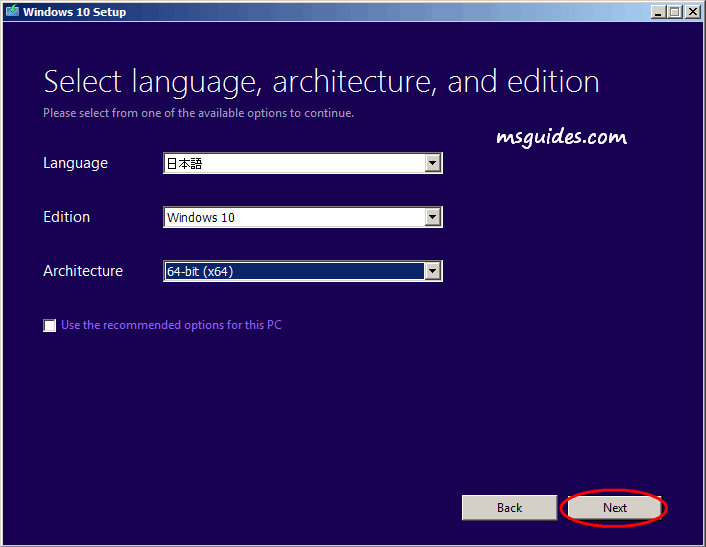 Windows 10 Setup
Select language, architecture, and edition
Please select from one of the available options to continue.
msguides.com
Language 日本語
Edition Windows 10
Architecture 64-bit (x64)
Use the recommended options for this PC
Back Next